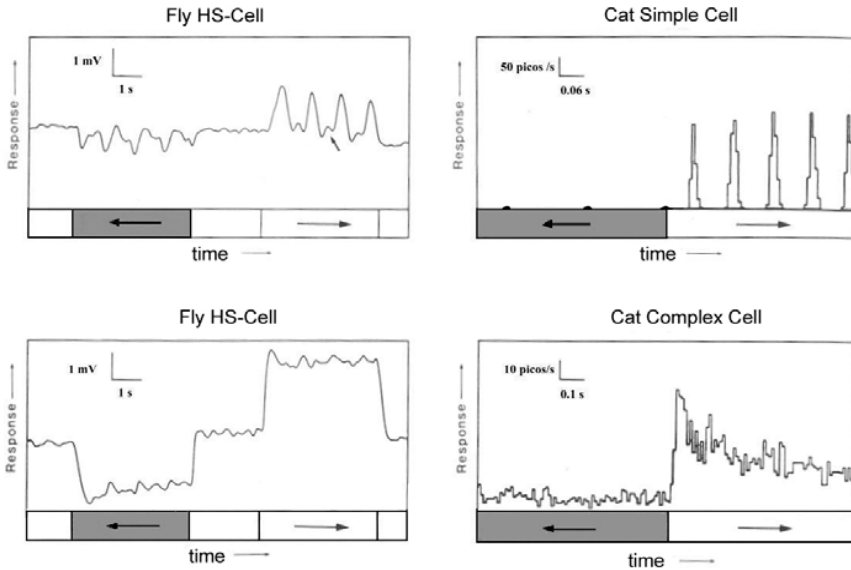 Fly HS-Cell
Response
1 mV
1 s
time
Cat Simple Cell
Response
50 picos /s
0.06 s
time
Fly HS-Cell
Response
1 mV
1 s
time
Cat Complex Cell
Response
10 picos/s
0.1 s
time